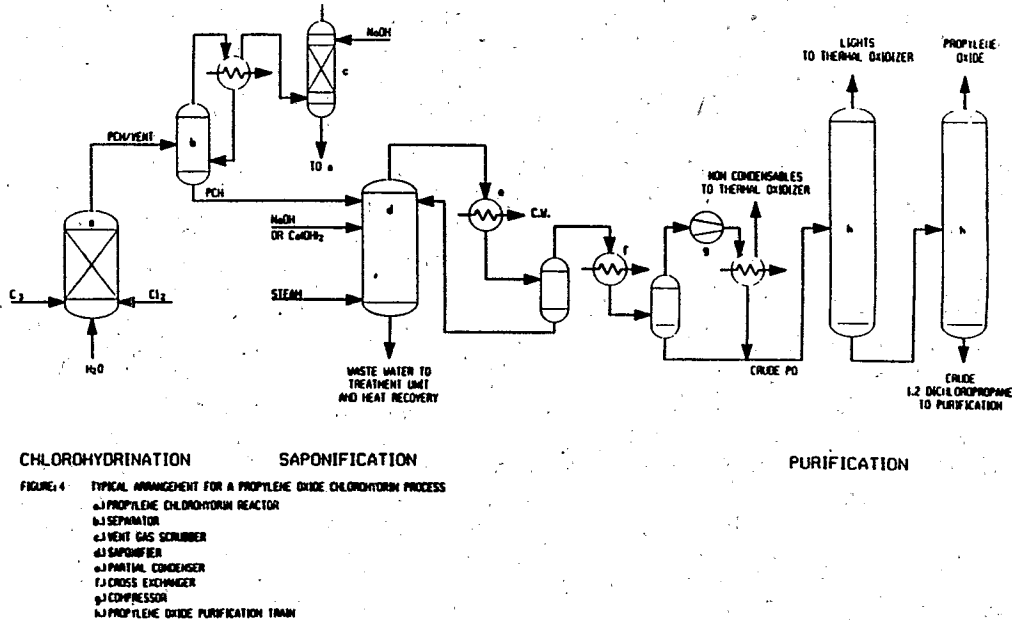 NaOH
c
LIGHTS
TO THERMAL OXIDIZER
PROPYLENE
OXIDE
PCH/VENT
b
TO a
PCH
NON CONDENSABLES
TO THERMAL OXIDIZER
a
d
e
NaOH
OR Ca(OH)2
C.W.
f
g
h
h
C3
Cl2
STEAM
H2O
WASTE WATER TO
TREATMENT UNIT
AND HEAT RECOVERY
CRUDE PO
CRUDE
1.2 DICHLOROPROPANE
TO PURIFICATION
CHLOROHYDRINATION
SAPONIFICATION
PURIFICATION
FIGURE: 4 TYPICAL ARRANGEMENT FOR A PROPYLENE OXIDE CHLOROHYDRIN PROCESS
a.) PROPYLENE CHLOROHYDRIN REACTOR
b.) SEPARATOR
c.) VENT GAS SCRUBBER
d.) SAPONIFIER
e.) PARTIAL CONDENSER
f.) CROSS EXCHANGER
g.) COMPRESSOR
h.) PROPYLENE OXIDE PURIFICATION TRAIN